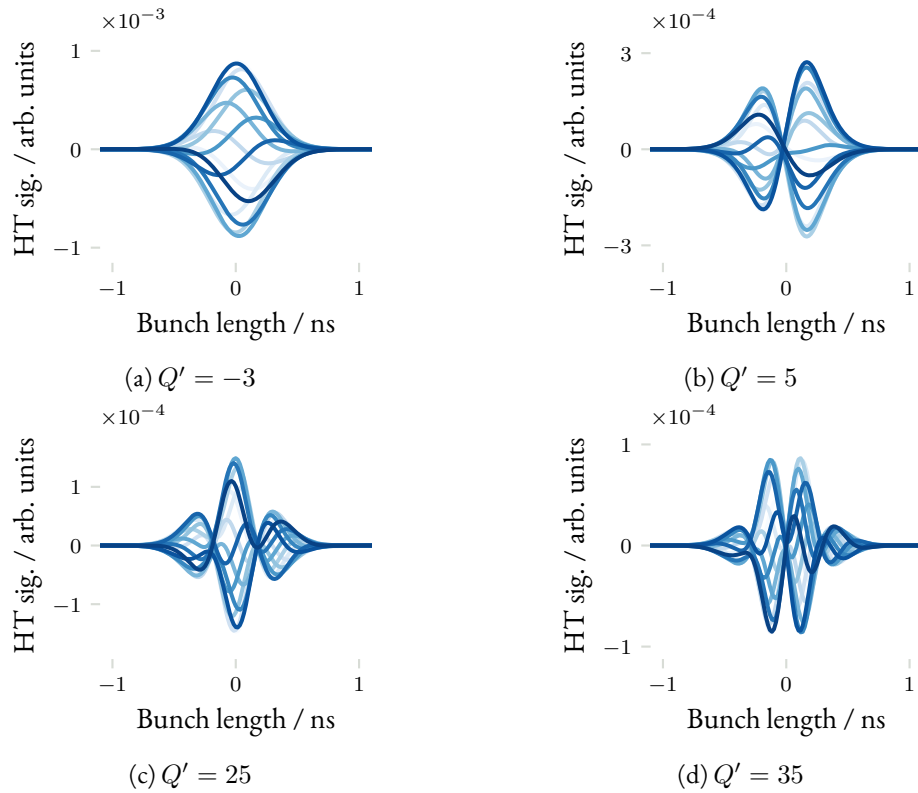 ×10⁻³
HT sig. / arb. units
1
0
−1
−1 0 1
Bunch length / ns
(a) Q′ = −3
×10⁻⁴
HT sig. / arb. units
3
0
−3
−1 0 1
Bunch length / ns
(b) Q′ = 5
×10⁻⁴
HT sig. / arb. units
1
0
−1
−1 0 1
Bunch length / ns
(c) Q′ = 25
×10⁻⁴
HT sig. / arb. units
1
0
−1
−1 0 1
Bunch length / ns
(d) Q′ = 35